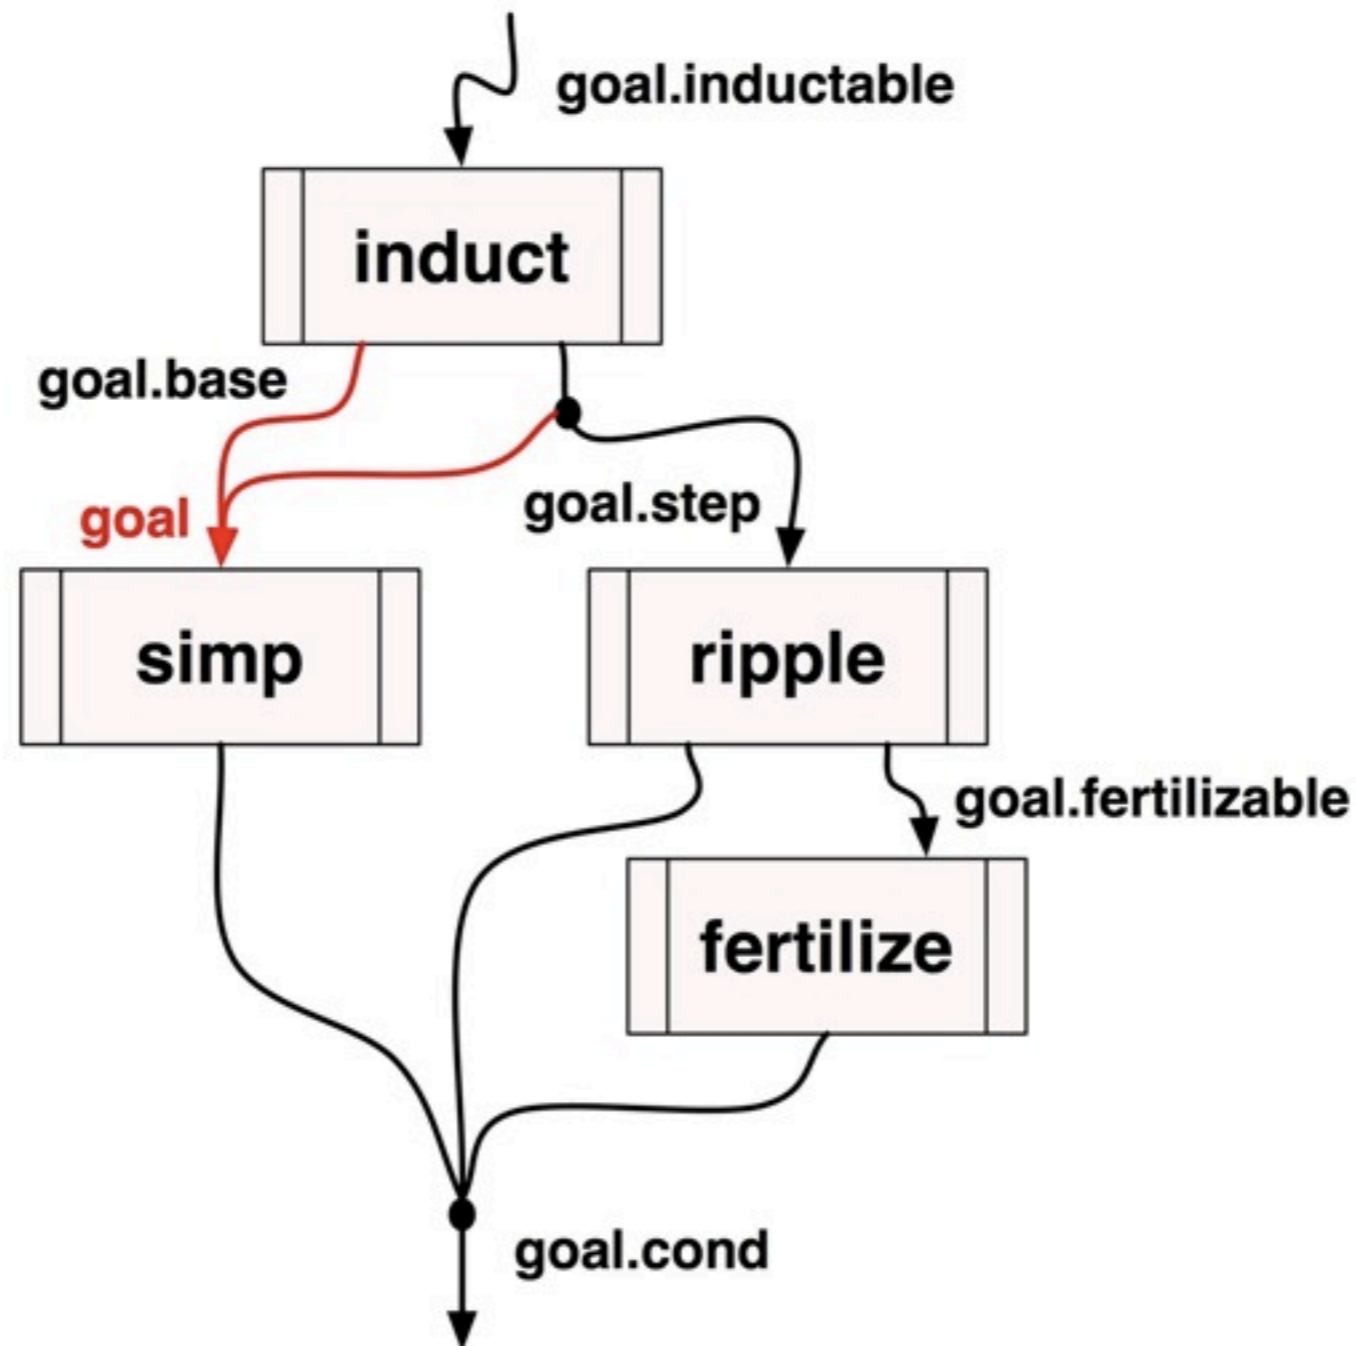 goal.inductable
induct
goal.base
goal.step
goal
simp
ripple
goal.fertilizable
fertilize
goal.cond